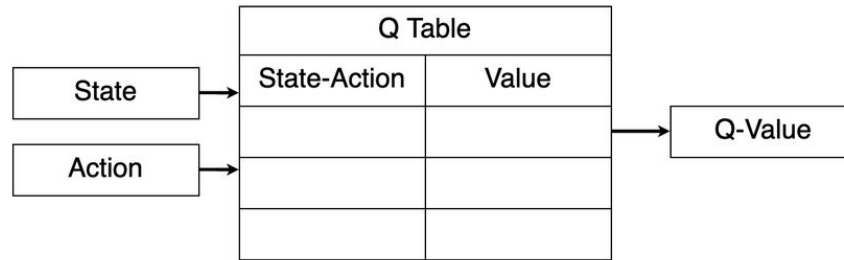 Q Table
State-Action Value
State
Action
Q-Value